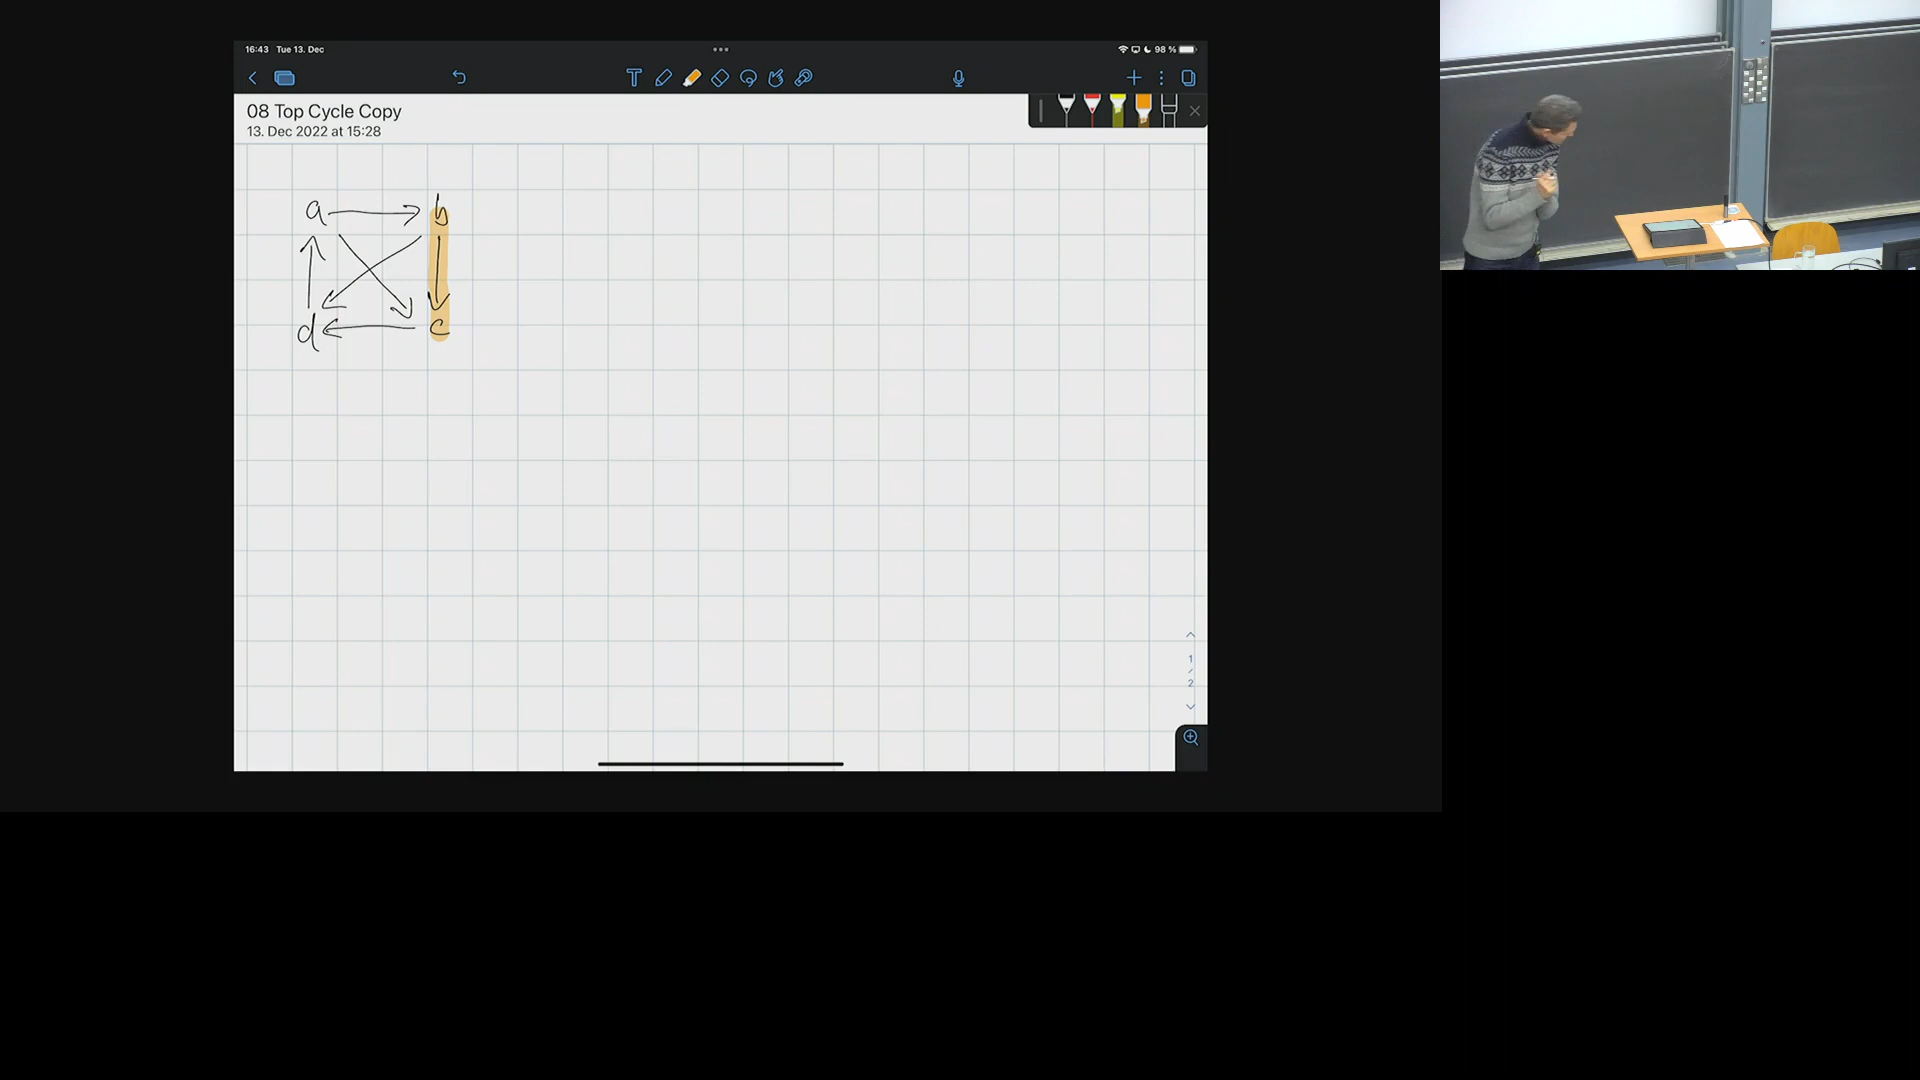 16:43 Tue 13. Dec 98 %
T
08 Top Cycle Copy
13. Dec 2022 at 15:28
a b
d c
1
/
2